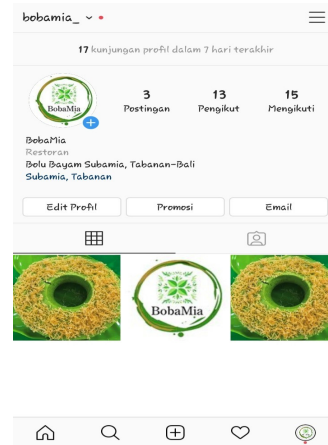 bobamia_
17 kunjungan profil dalam 7 hari terakhir
BobaMia
3 13 15
Postingan Pengikut Mengikuti
BobaMia
Restoran
Bolu Bayam Subamia, Tabanan-Bali
Subamia, Tabanan
Edit Profil Promosi Email
BobaMia